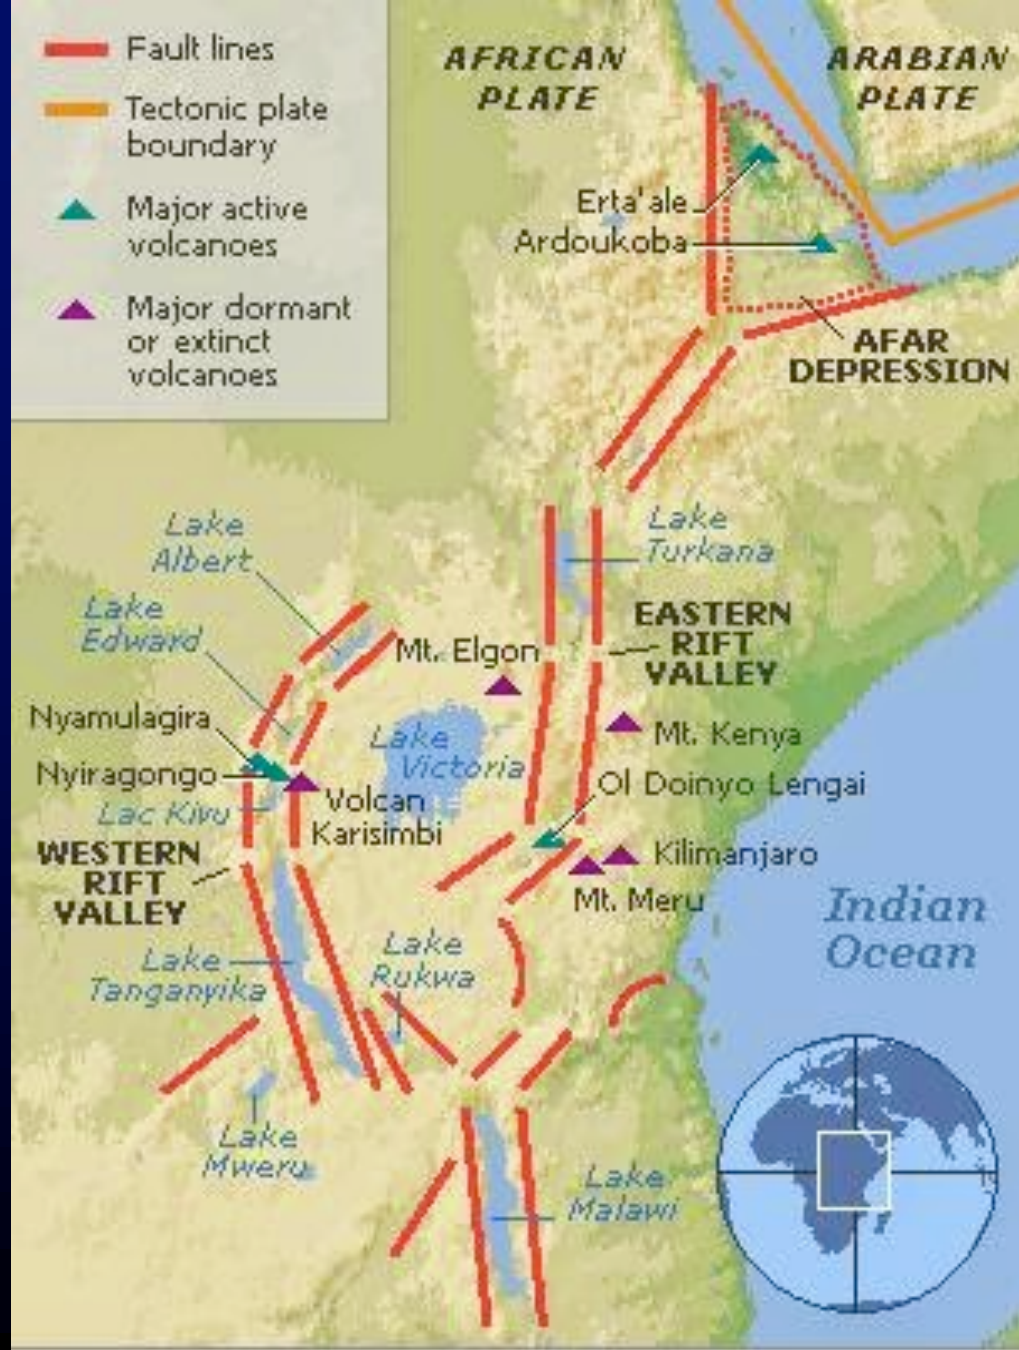 Fault lines
Tectonic plate
boundary
Major active
volcanoes
Major dormant
or extinct
volcanoes
AFRICAN
PLATE
ARABIAN
PLATE
Erta'ale
Ardoukoba
AFAR
DEPRESSION
Lake
Albert
Lake
Turkana
Lake
Edward
EASTERN
RIFT
VALLEY
Mt. Elgon
Nyamulagira
Mt. Kenya
Lake
Victoria
Nyiragongo
Ol Doinyo Lengai
Lac Kivu
Volcan
Karisimbi
WESTERN
RIFT
VALLEY
Kilimanjaro
Mt. Meru
Indian
Ocean
Lake
Tanganyika
Lake
Rukwa
Lake
Mweru
Lake
Malawi